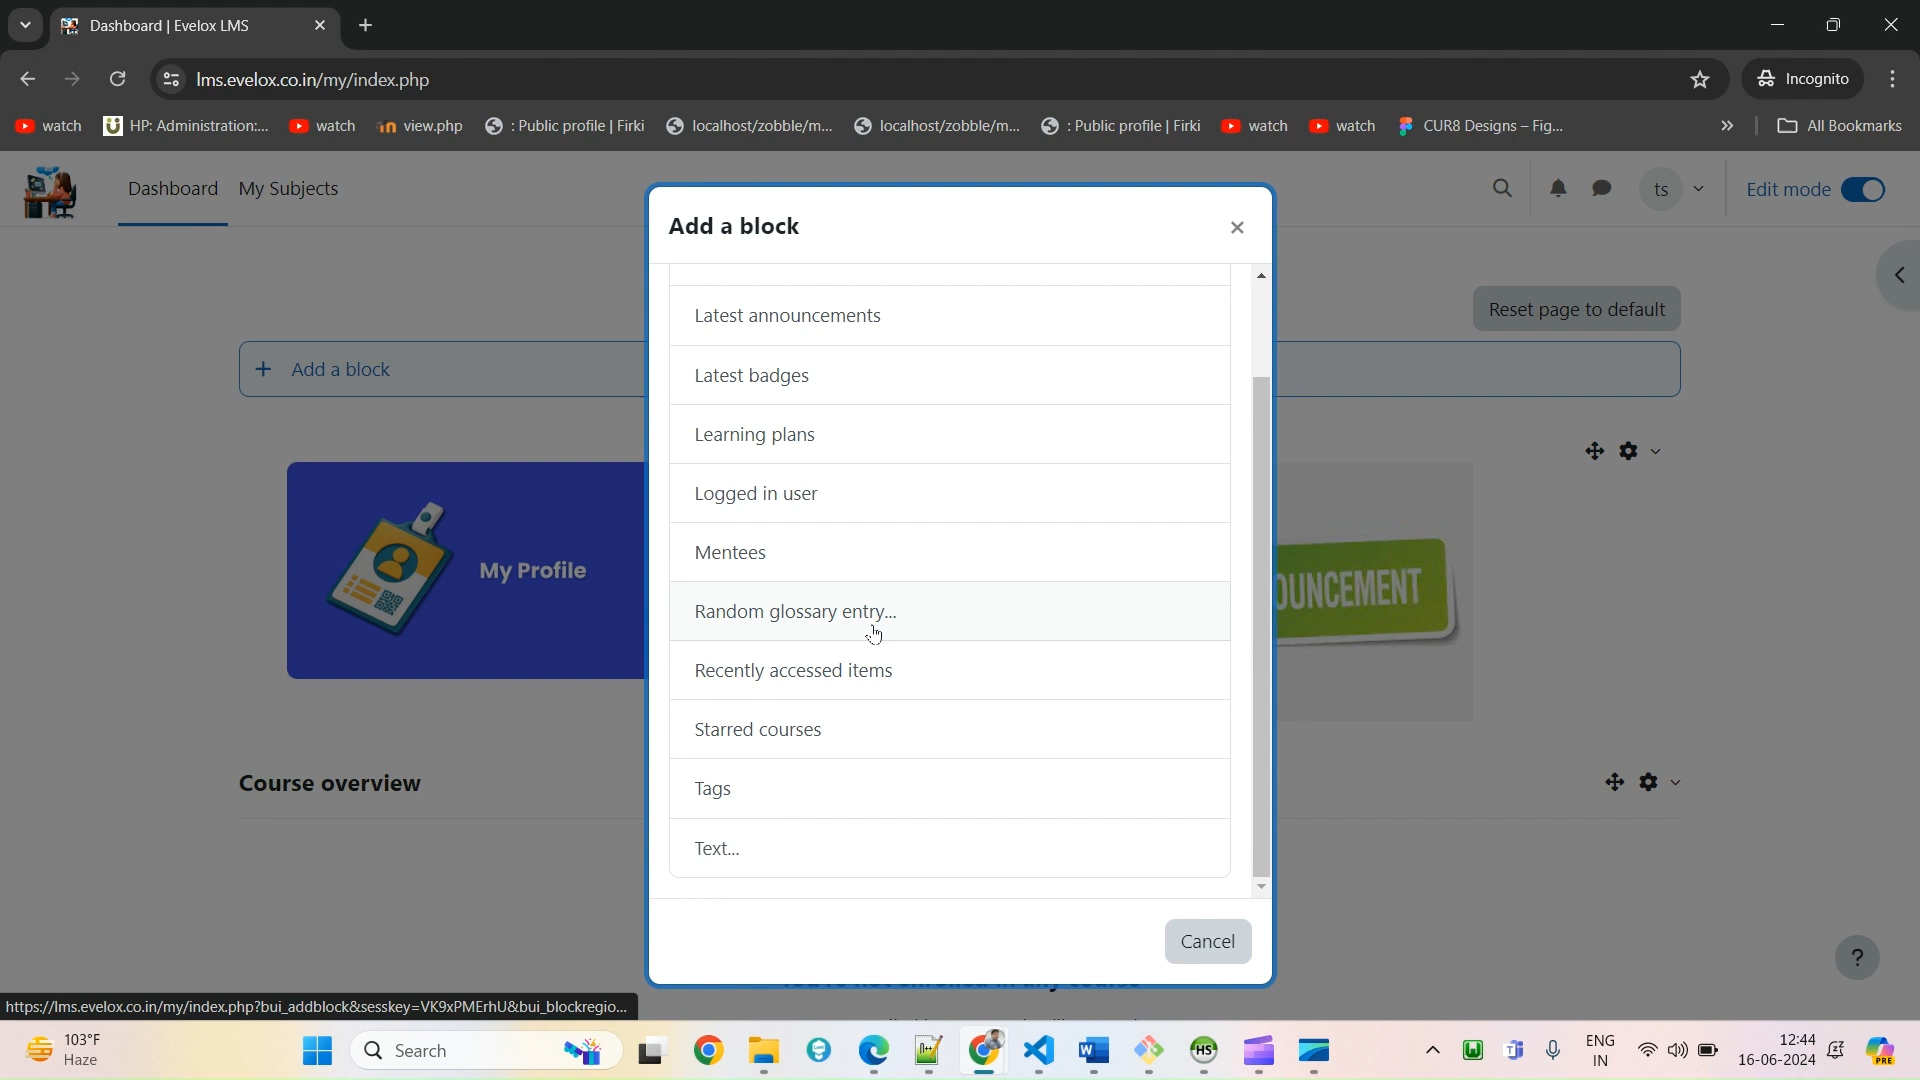 Dashboard | Evelox LMS
lms.evelox.co.in/my/index.php
Incognito
watch
HP: Administration:...
watch
view.php
: Public profile | Firki
localhost/zobble/m...
localhost/zobble/m...
: Public profile | Firki
watch
watch
CUR8 Designs – Fig...
All Bookmarks
Dashboard
My Subjects
ts
Edit mode
Add a block
Reset page to default
Add a block
Latest announcements
Latest badges
Learning plans
Logged in user
Mentees
Random glossary entry...
Recently accessed items
Starred courses
Tags
Text...
Cancel
My Profile
OUNCEMENT
Course overview
?
https://lms.evelox.co.in/my/index.php?bui_addblock&sesskey=VK9xPMErhU&bui_blockregio...
103°F
Haze
Search
ENG
IN
12:44
16-06-2024